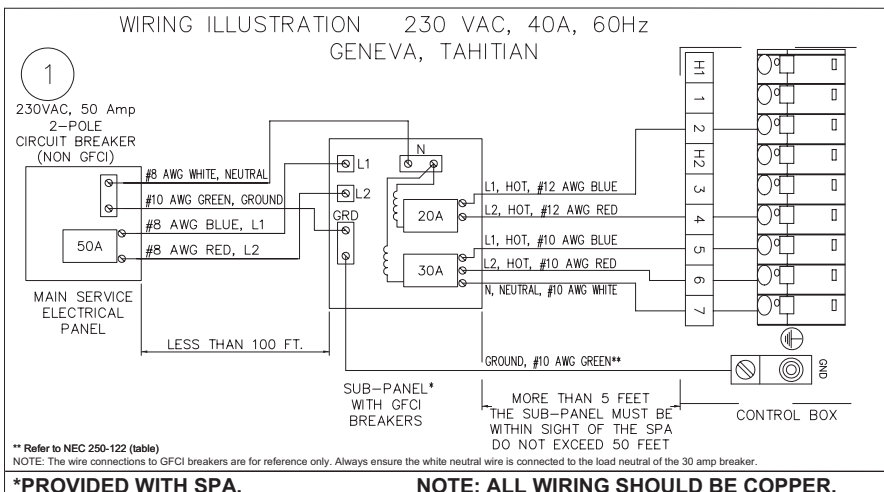 WIRING ILLUSTRATION 230 VAC, 40A, 60Hz
GENEVA, TAHITIAN
1
230VAC, 50 Amp
2-POLE
CIRCUIT BREAKER
(NON GFCI)
#8 AWG WHITE, NEUTRAL
#10 AWG GREEN, GROUND
#8 AWG BLUE, L1
#8 AWG RED, L2
50A
MAIN SERVICE
ELECTRICAL
PANEL
LESS THAN 100 FT.
N
L1
L2
GRD
20A
30A
SUB-PANEL*
WITH GFCI
BREAKERS
L1, HOT, #12 AWG BLUE
L2, HOT, #12 AWG RED
L1, HOT, #10 AWG BLUE
L2, HOT, #10 AWG RED
N, NEUTRAL, #10 AWG WHITE
GROUND, #10 AWG GREEN**
MORE THAN 5 FEET
THE SUB-PANEL MUST BE
WITHIN SIGHT OF THE SPA
DO NOT EXCEED 50 FEET
H1
1
2
H2
3
4
5
6
7
GND
CONTROL BOX
** Refer to NEC 250-122 (table)
NOTE: The wire connections to GFCI breakers are for reference only. Always ensure the white neutral wire is connected to the load neutral of the 30 amp breaker.
*PROVIDED WITH SPA. NOTE: ALL WIRING SHOULD BE COPPER.